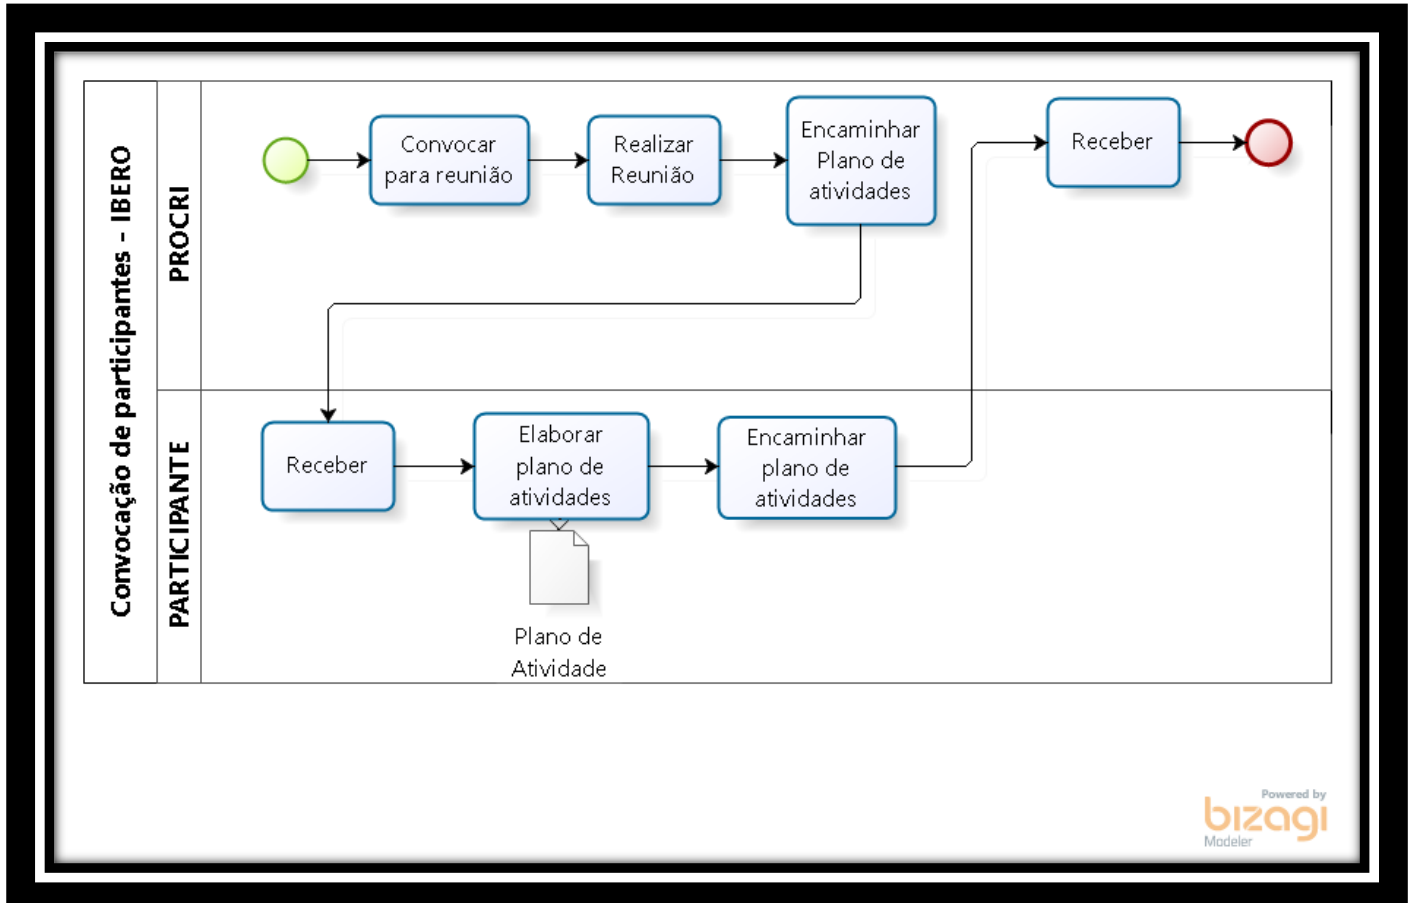 Convocação de participantes - IBERO
PROCRI
Convocar
para reunião
Realizar
Reunião
Encaminhar
Plano de
atividades
Receber
PARTICIPANTE
Receber
Elaborar
plano de
atividades
Encaminhar
plano de
atividades
Plano de
Atividade
Powered by
bizagi
Modeler